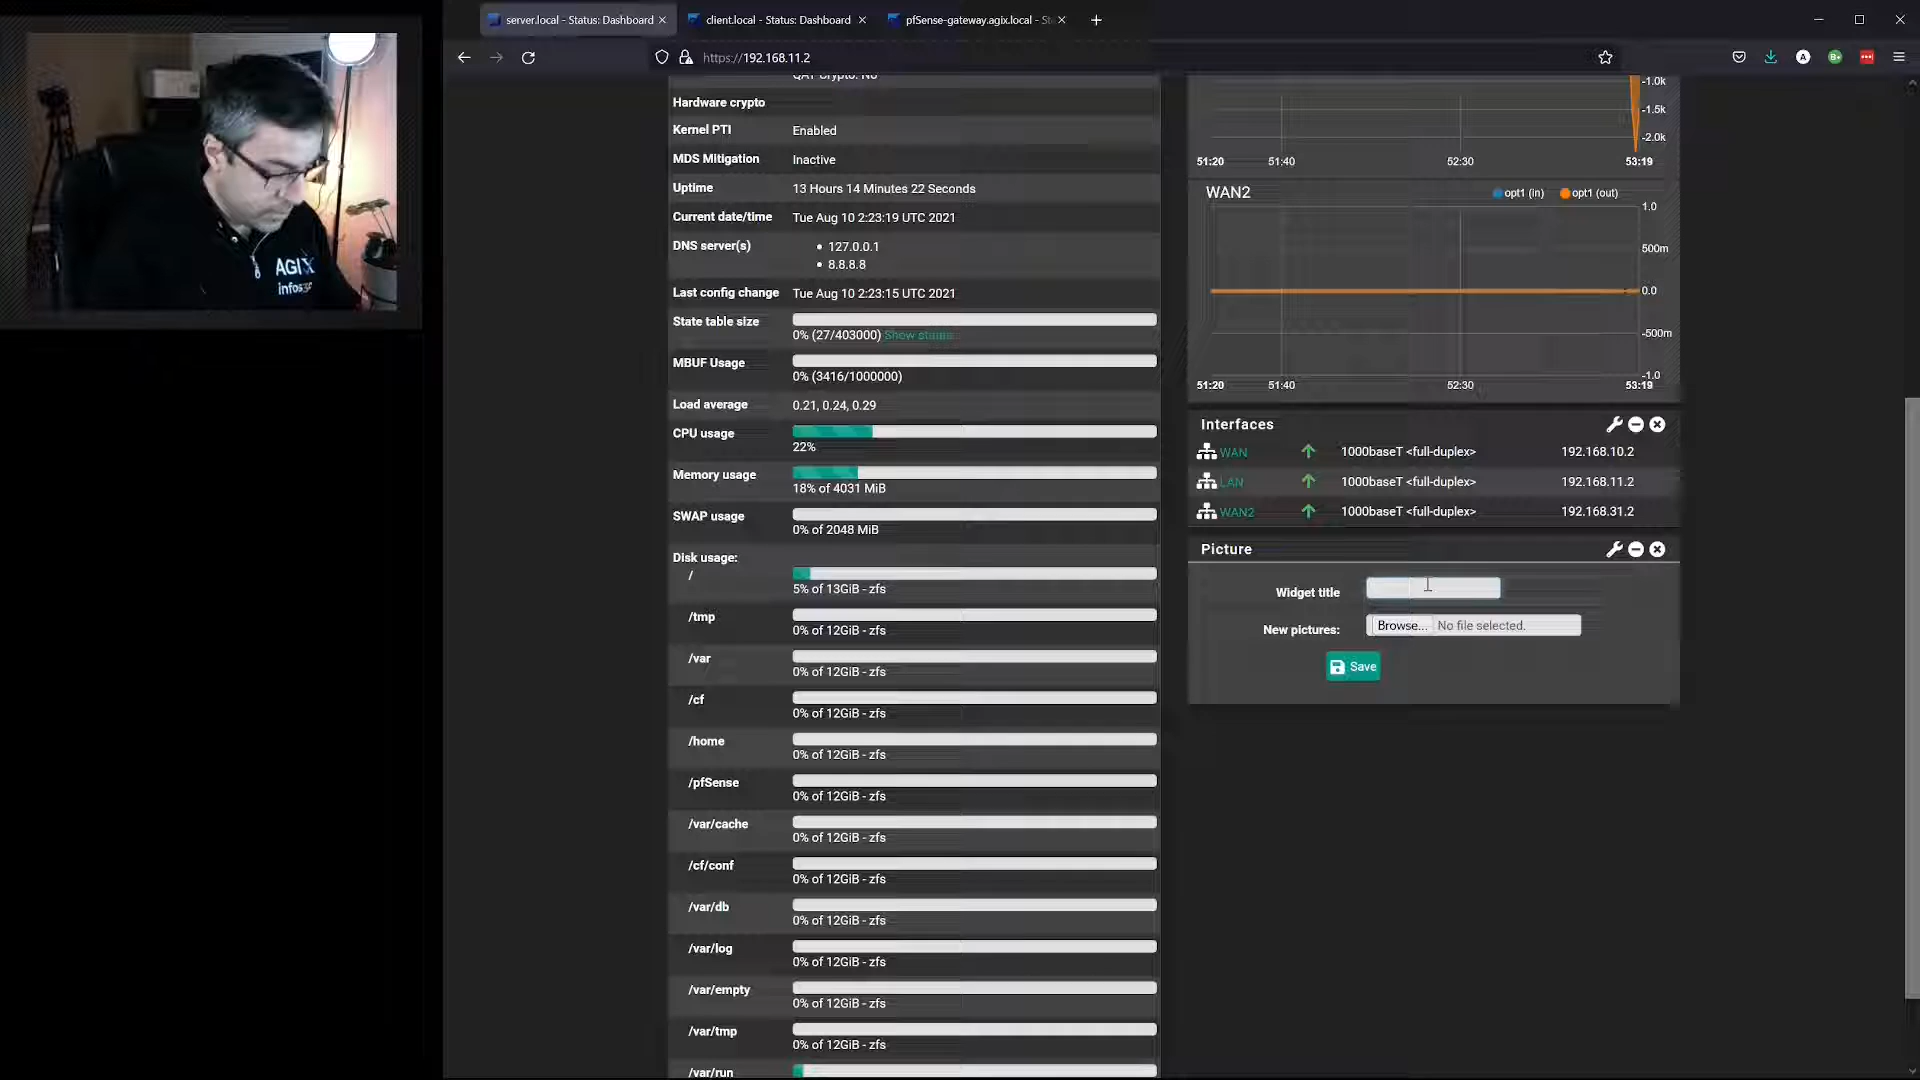 server.local - Status: Dashboard
client.local - Status: Dashboard
pfSense-gateway.agix.local - St
https://192.168.11.2
AGIX
QAT Crypto: No
Hardware crypto
Kernel PTI Enabled
MDS Mitigation Inactive
Uptime 13 Hours 14 Minutes 22 Seconds
Current date/time Tue Aug 10 2:23:19 UTC 2021
DNS server(s)
127.0.0.1
8.8.8.8
Last config change Tue Aug 10 2:23:15 UTC 2021
State table size
0% (27/403000) Show states
MBUF Usage
0% (3416/1000000)
Load average 0.21, 0.24, 0.29
CPU usage
22%
Memory usage
18% of 4031 MiB
SWAP usage
0% of 2048 MiB
Disk usage:
/
5% of 13GiB - zfs
/tmp
0% of 12GiB - zfs
/var
0% of 12GiB - zfs
/cf
0% of 12GiB - zfs
/home
0% of 12GiB - zfs
/pfSense
0% of 12GiB - zfs
/var/cache
0% of 12GiB - zfs
/cf/conf
0% of 12GiB - zfs
/var/db
0% of 12GiB - zfs
/var/log
0% of 12GiB - zfs
/var/empty
0% of 12GiB - zfs
/var/tmp
0% of 12GiB - zfs
/var/run
-1.0k
-1.5k
-2.0k
51:20 51:40 52:30 53:19
WAN2 opt1 (in) opt1 (out)
1.0
500m
0.0
-500m
-1.0
51:20 51:40 52:30 53:19
Interfaces
WAN 1000baseT <full-duplex> 192.168.10.2
LAN 1000baseT <full-duplex> 192.168.11.2
WAN2 1000baseT <full-duplex> 192.168.31.2
Picture
Widget title
New pictures: Browse... No file selected.
Save